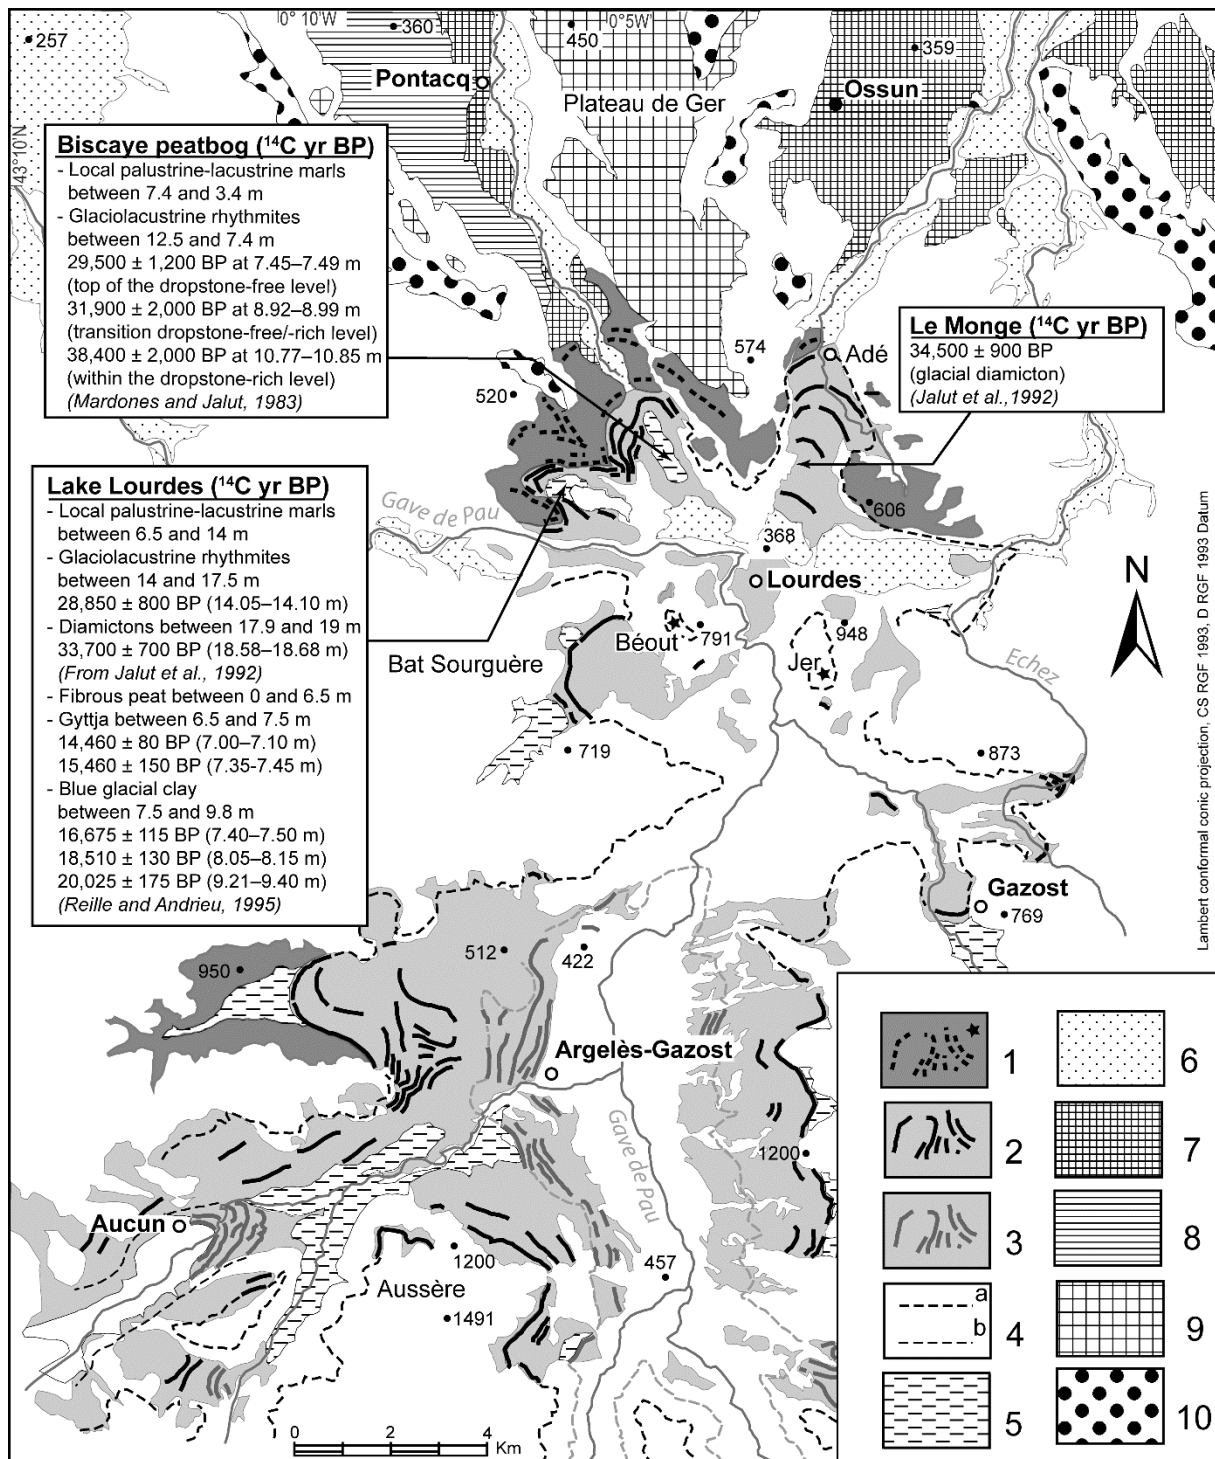 0° 10' W
0°5W'
257
360
450
359
Pontacq
Plateau de Ger
Ossun
43°10'N
Biscaye peatbog (¹⁴C yr BP)
- Local palustrine-lacustrine marls
between 7.4 and 3.4 m
- Glaciolacustrine rhythmites
between 12.5 and 7.4 m
29,500 ± 1,200 BP at 7.45–7.49 m
(top of the dropstone-free level)
31,900 ± 2,000 BP at 8.92–8.99 m
(transition dropstone-free/-rich level)
38,400 ± 2,000 BP at 10.77–10.85 m
(within the dropstone-rich level)
(Mardones and Jalut, 1983)
574
Adé
520
Le Monge (¹⁴C yr BP)
34,500 ± 900 BP
(glacial diamicton)
(Jalut et al.,1992)
Lake Lourdes (¹⁴C yr BP)
- Local palustrine-lacustrine marls
between 6.5 and 14 m
- Glaciolacustrine rhythmites
between 14 and 17.5 m
28,850 ± 800 BP (14.05–14.10 m)
- Diamictons between 17.9 and 19 m
33,700 ± 700 BP (18.58–18.68 m)
(From Jalut et al., 1992)
- Fibrous peat between 0 and 6.5 m
- Gyttja between 6.5 and 7.5 m
14,460 ± 80 BP (7.00–7.10 m)
15,460 ± 150 BP (7.35-7.45 m)
- Blue glacial clay
between 7.5 and 9.8 m
16,675 ± 115 BP (7.40–7.50 m)
18,510 ± 130 BP (8.05–8.15 m)
20,025 ± 175 BP (9.21–9.40 m)
(Reille and Andrieu, 1995)
Gave de Pau
606
368
Lourdes
N
Béout
791
948
Jer
Bat Sourguère
Echez
719
873
Lambert conformal conic projection, CS RGF 1993, D RGF 1993 Datum
Gazost
769
512
422
950
Argelès-Gazost
Gave de Pau
1200
Aucun
1200
457
Aussère
1491
0 2 4
Km
1
2
3
a
b
4
5
6
7
8
9
10